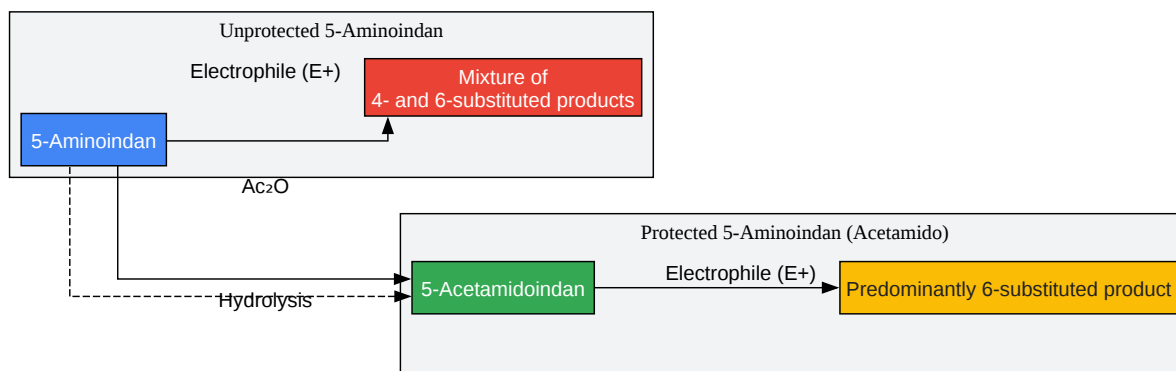 Unprotected 5-Aminoindan
Electrophile (E+)
Mixture of
4- and 6-substituted products
5-Aminoindan
Ac₂O
Protected 5-Aminoindan (Acetamido)
Electrophile (E+)
5-Acetamidoindan
Predominantly 6-substituted product
Hydrolysis